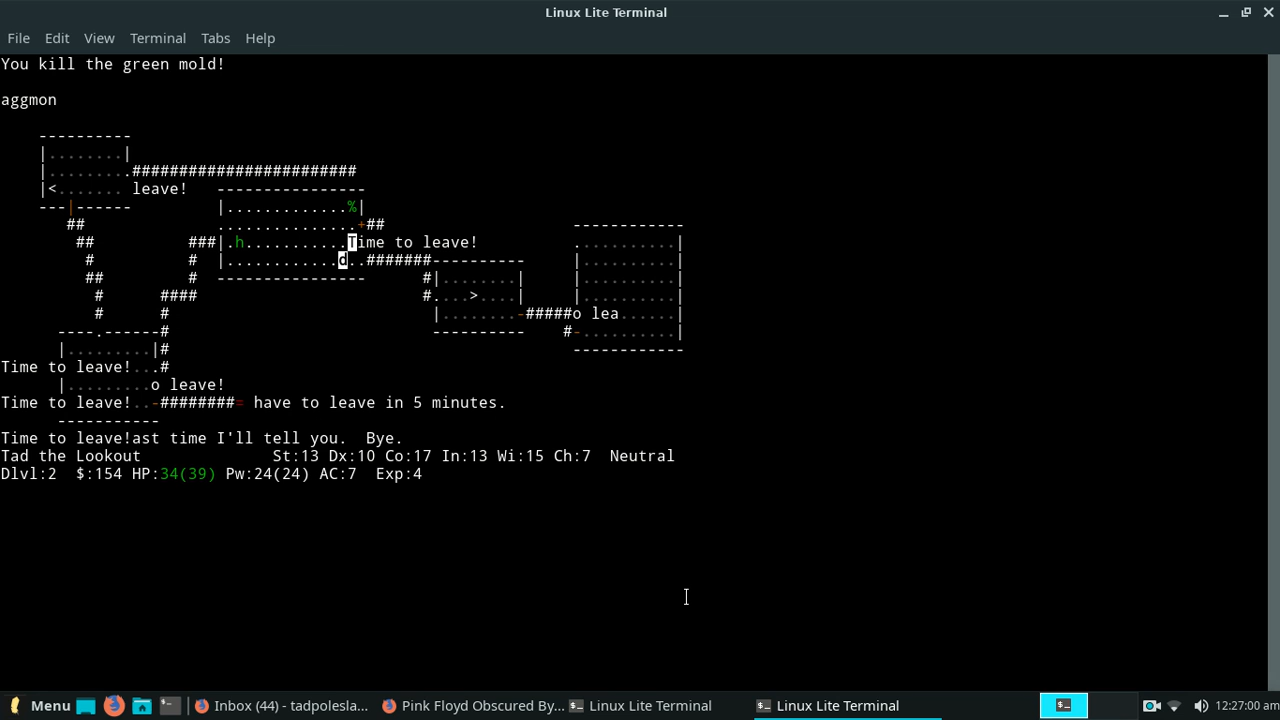 Linux Lite Terminal
File Edit View Terminal Tabs Help
You kill the green mold!
aggmon
    ----------
    |........|
    |.........#######################
    |<.......  leave!   ----------------
    ---|------          |.............%|
       ##               ...............+##                     ------------
        ##          ###|.h...........Time to leave!           ...........|
         #          #  |............d..#######----------      |..........|
         ##         #  ----------------       #|........|      |..........|
          #      ####                         #.....>....|      |..........|
          #      #                             |........-#####o lea......|
      ----.------#                             ----------    #-..........|
      |.........|#                                            ------------
Time to leave!...#
      |.........o leave!
Time to leave!..-########= have to leave in 5 minutes.
      -----------
Time to leave!ast time I'll tell you.  Bye.
Tad the Lookout St:13 Dx:10 Co:17 In:13 Wi:15 Ch:7 Neutral
Dlvl:2 $:154 HP:34(39) Pw:24(24) AC:7 Exp:4
Menu Inbox (44) - tadpolesla... Pink Floyd Obscured By... Linux Lite Terminal Linux Lite Terminal 12:27:00 am